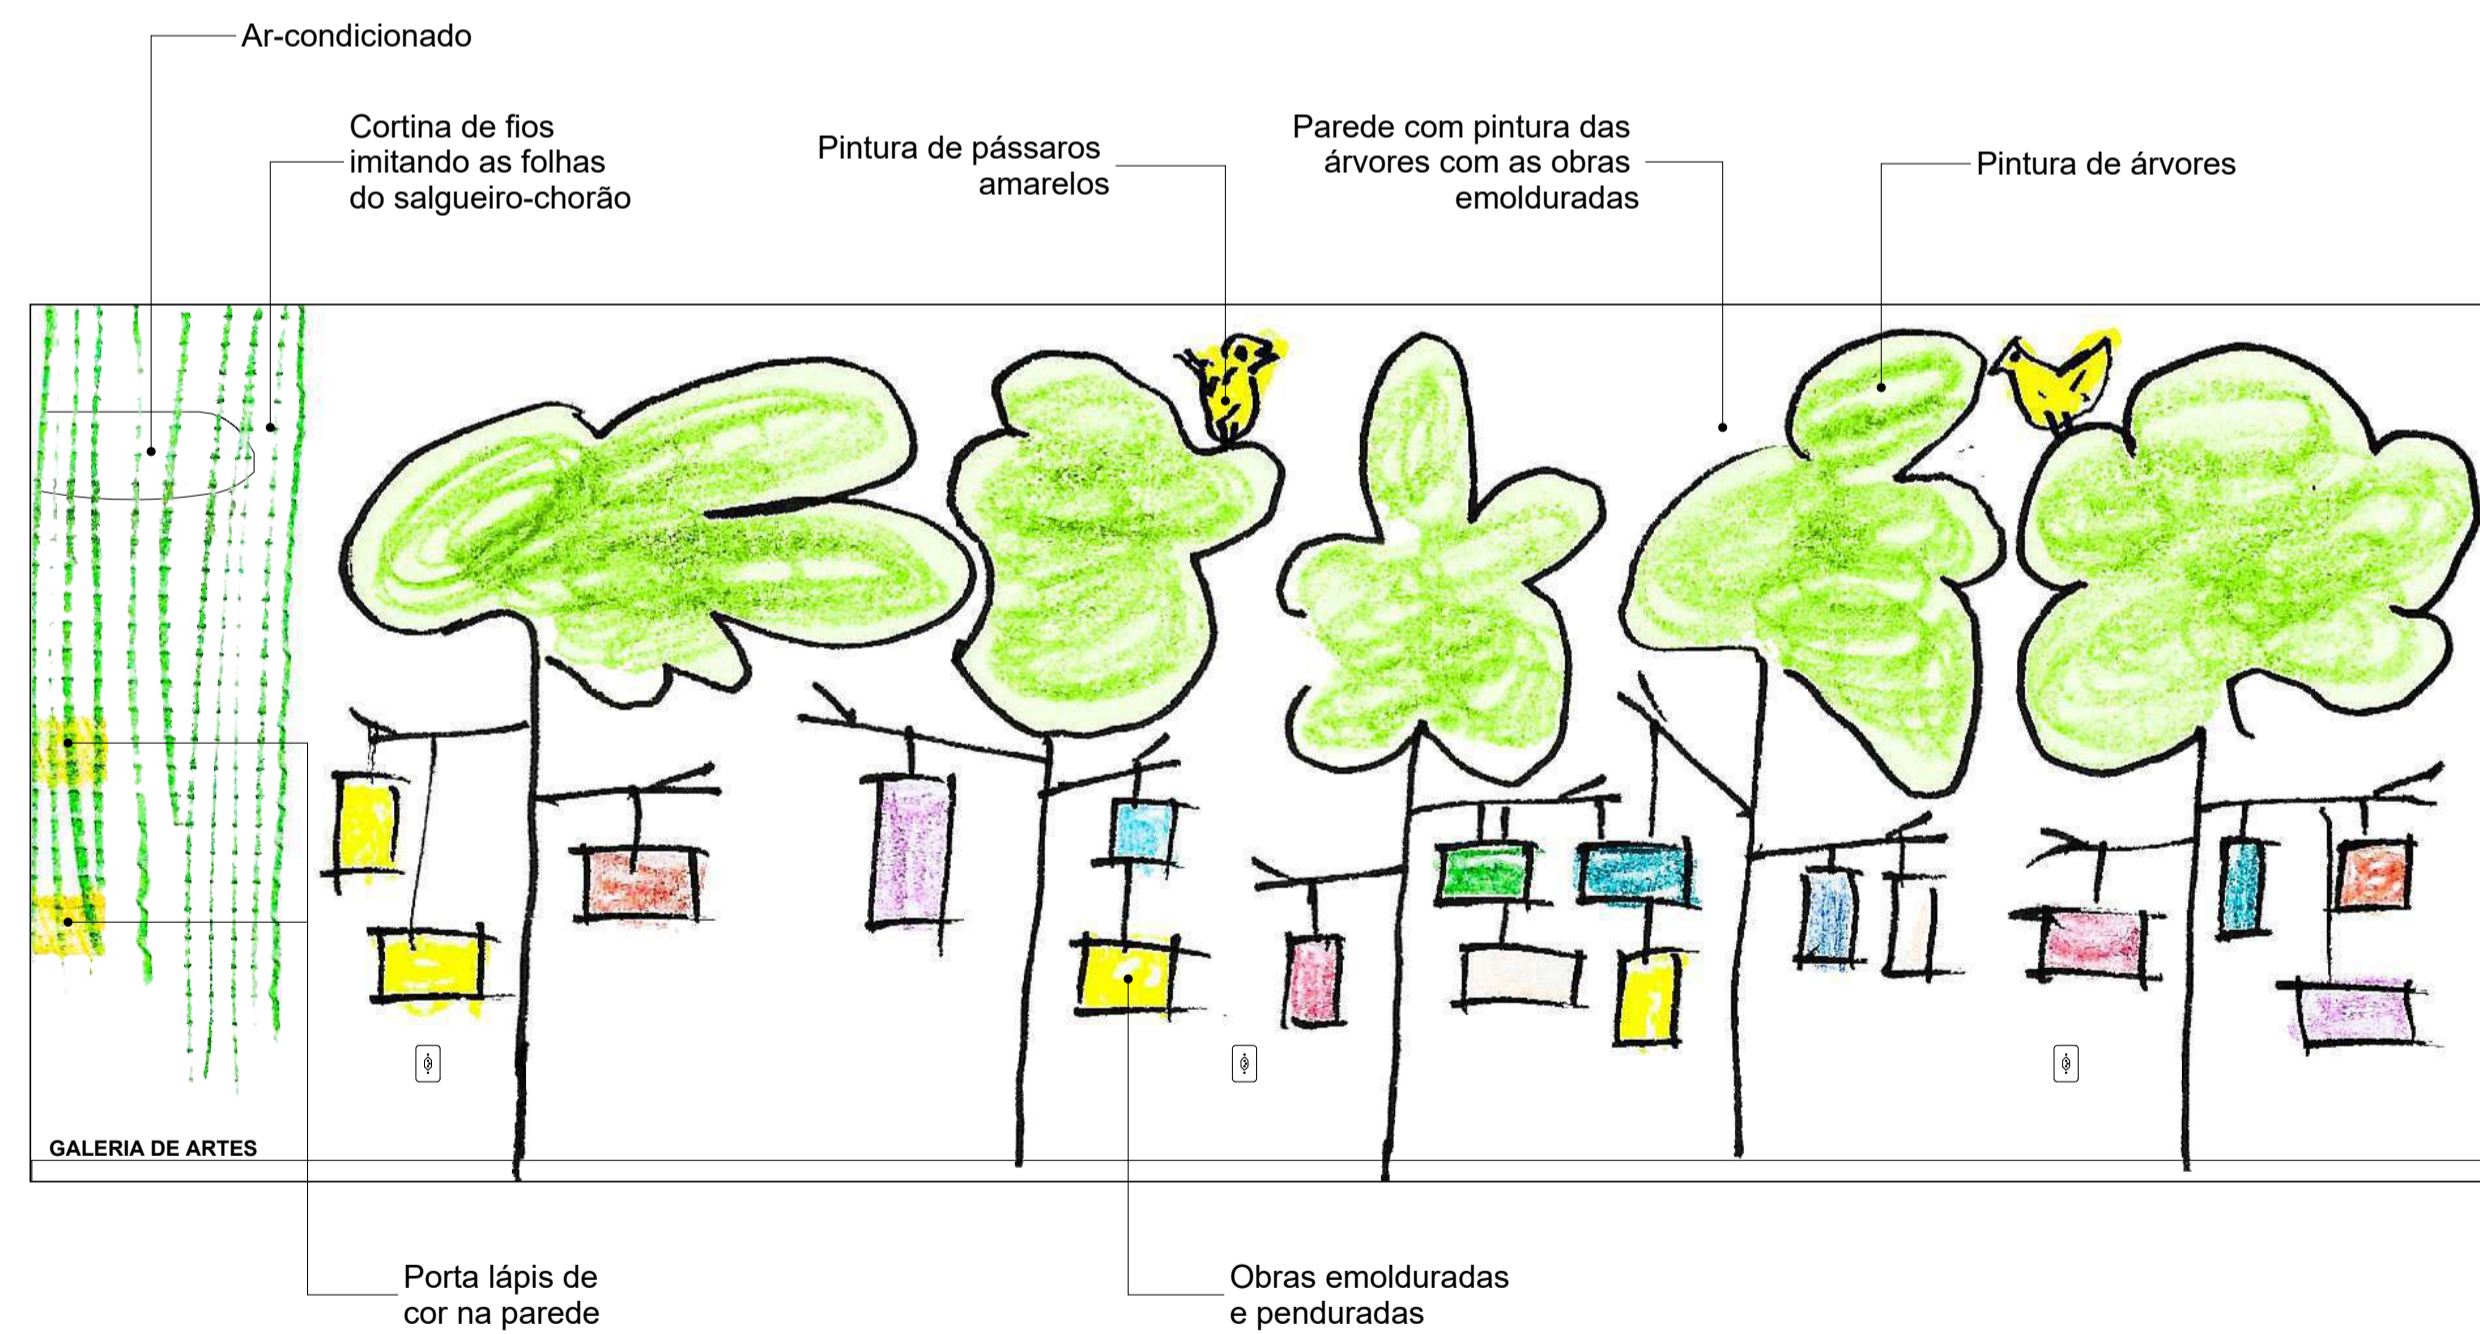 Ar-condicionado
Cortina de fios
imitando as folhas
do salgueiro-chorão
Pintura de pássaros
amarelos
Parede com pintura das
árvores com as obras
emolduradas
Pintura de árvores
GALERIA DE ARTES
Porta lápis de
cor na parede
Obras emolduradas
e penduradas